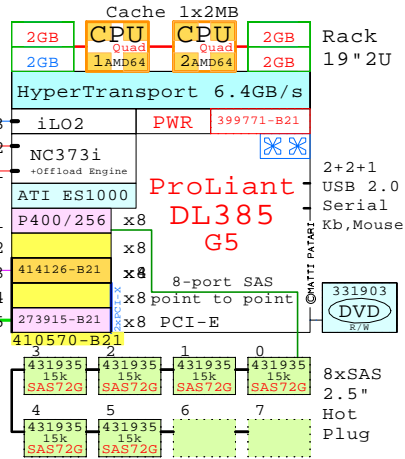 Cache 1x2MB
2GB CPU CPU 2GB Rack
Quad Quad
2GB 1AMD64 2AMD64 2GB 19"2U
HyperTransport 6.4GB/s
iLO2 PWR 399771-B21
NC373i
+Offload Engine
2+2+1
ATI ES1000 ProLiant USB 2.0
P400/256 x8 DL385 Serial
G5 Kb,Mouse
x8
414126-B21
8-port SAS
x8 point to point
©MATTI PATARI
331903
DVD
R/W
273915-B21 2xPCI-X x8 PCI-E
410570-B21
3 2 1 0
431935 431935 431935 431935 8xSAS
15k 15k 15k 15k
SAS72G SAS72G SAS72G SAS72G 2.5"
4 5 6 7 Hot
431935 431935 Plug
15k 15k
SAS72G SAS72G